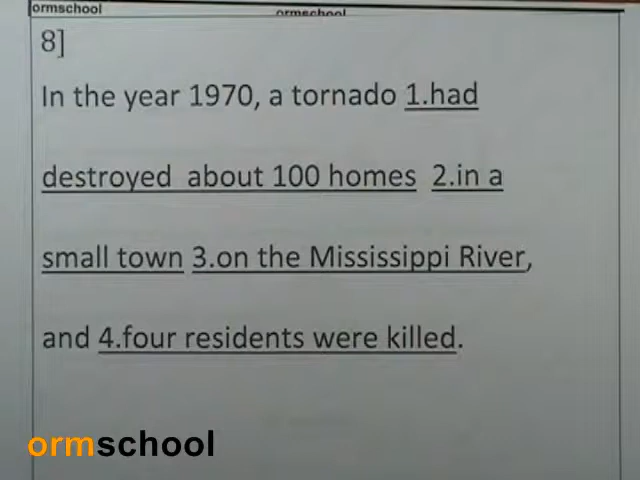 ormschool
ormschool
8]
In the year 1970, a tornado 1.had
destroyed about 100 homes 2.in a
small town 3.on the Mississippi River,
and 4.four residents were killed.
ormschool